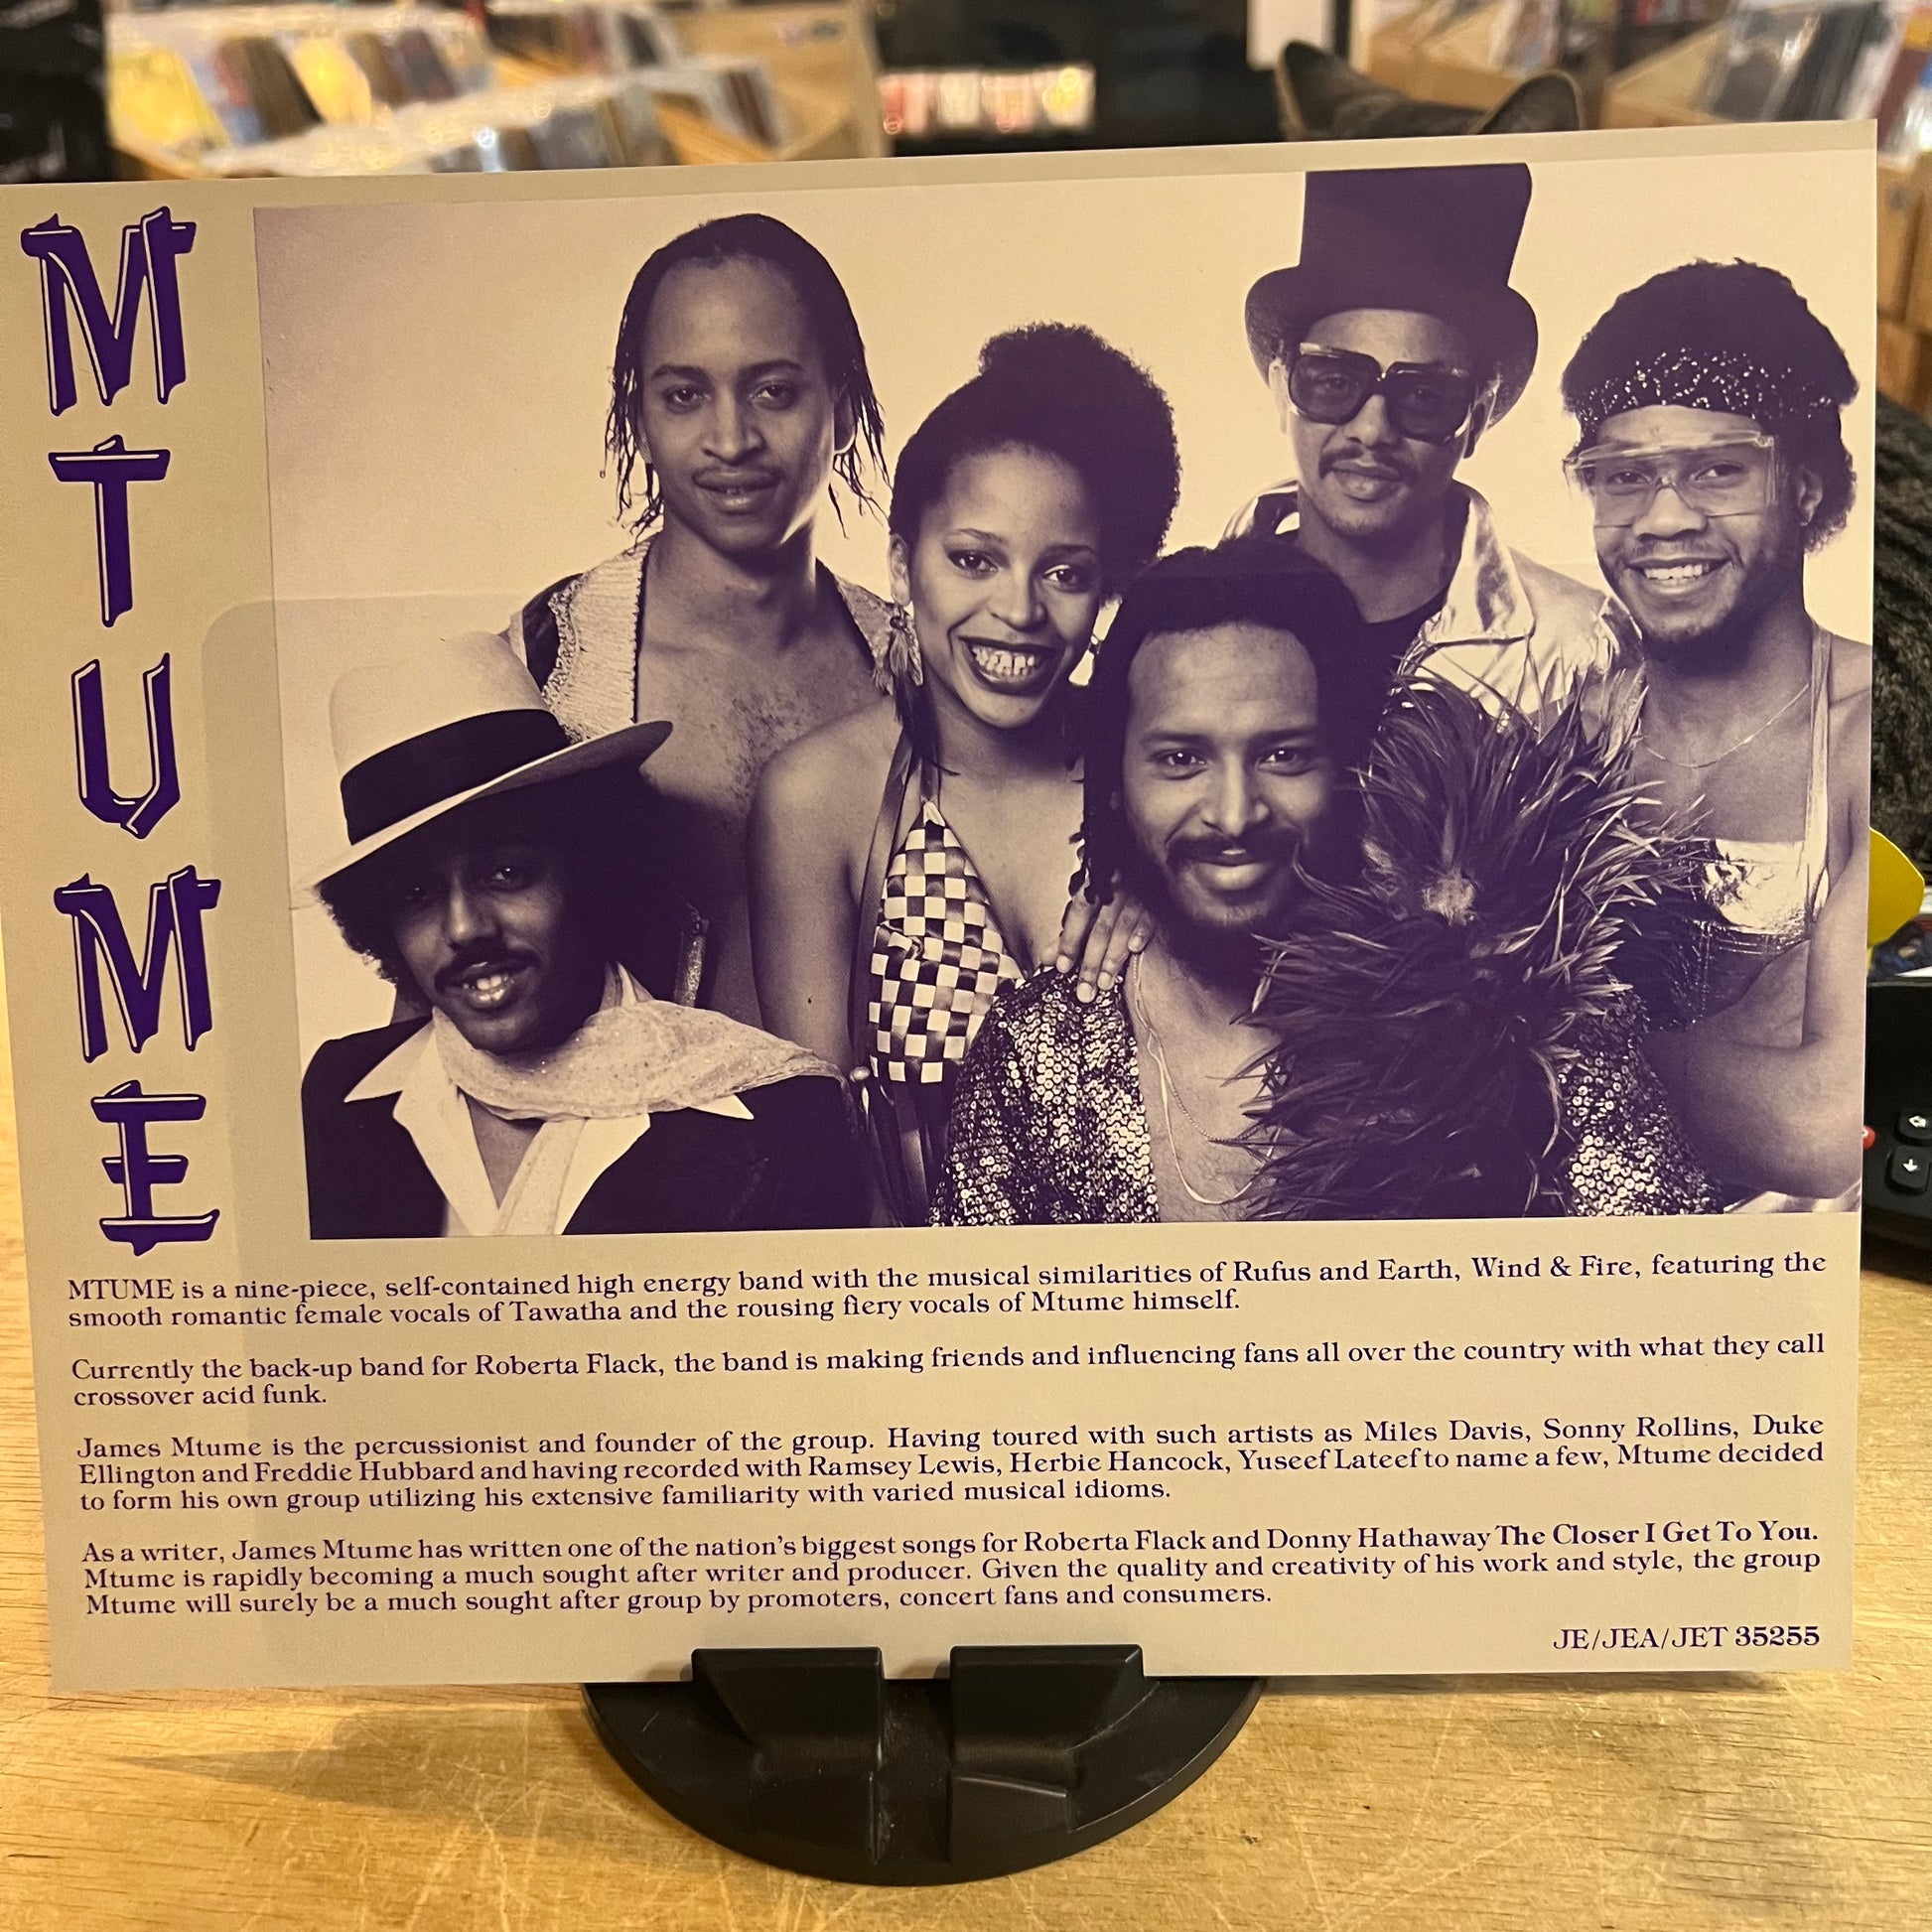 MTUME
MTUME is a nine-piece, self-contained high energy band with the musical similarities of Rufus and Earth, Wind & Fire, featuring the
smooth romantic female vocals of Tawatha and the rousing fiery vocals of Mtume himself.
Currently the back-up band for Roberta Flack, the band is making friends and influencing fans all over the country with what they call
crossover acid funk.
James Mtume is the percussionist and founder of the group. Having toured with such artists as Miles Davis, Sonny Rollins, Duke
Ellington and Freddie Hubbard and having recorded with Ramsey Lewis, Herbie Hancock, Yuseef Lateef to name a few, Mtume decided
to form his own group utilizing his extensive familiarity with varied musical idioms.
As a writer, James Mtume has written one of the nation's biggest songs for Roberta Flack and Donny Hathaway The Closer I Get To You.
Mtume is rapidly becoming a much sought after writer and producer. Given the quality and creativity of his work and style, the group
Mtume will surely be a much sought after group by promoters, concert fans and consumers.
JE/JEA/JET 35255